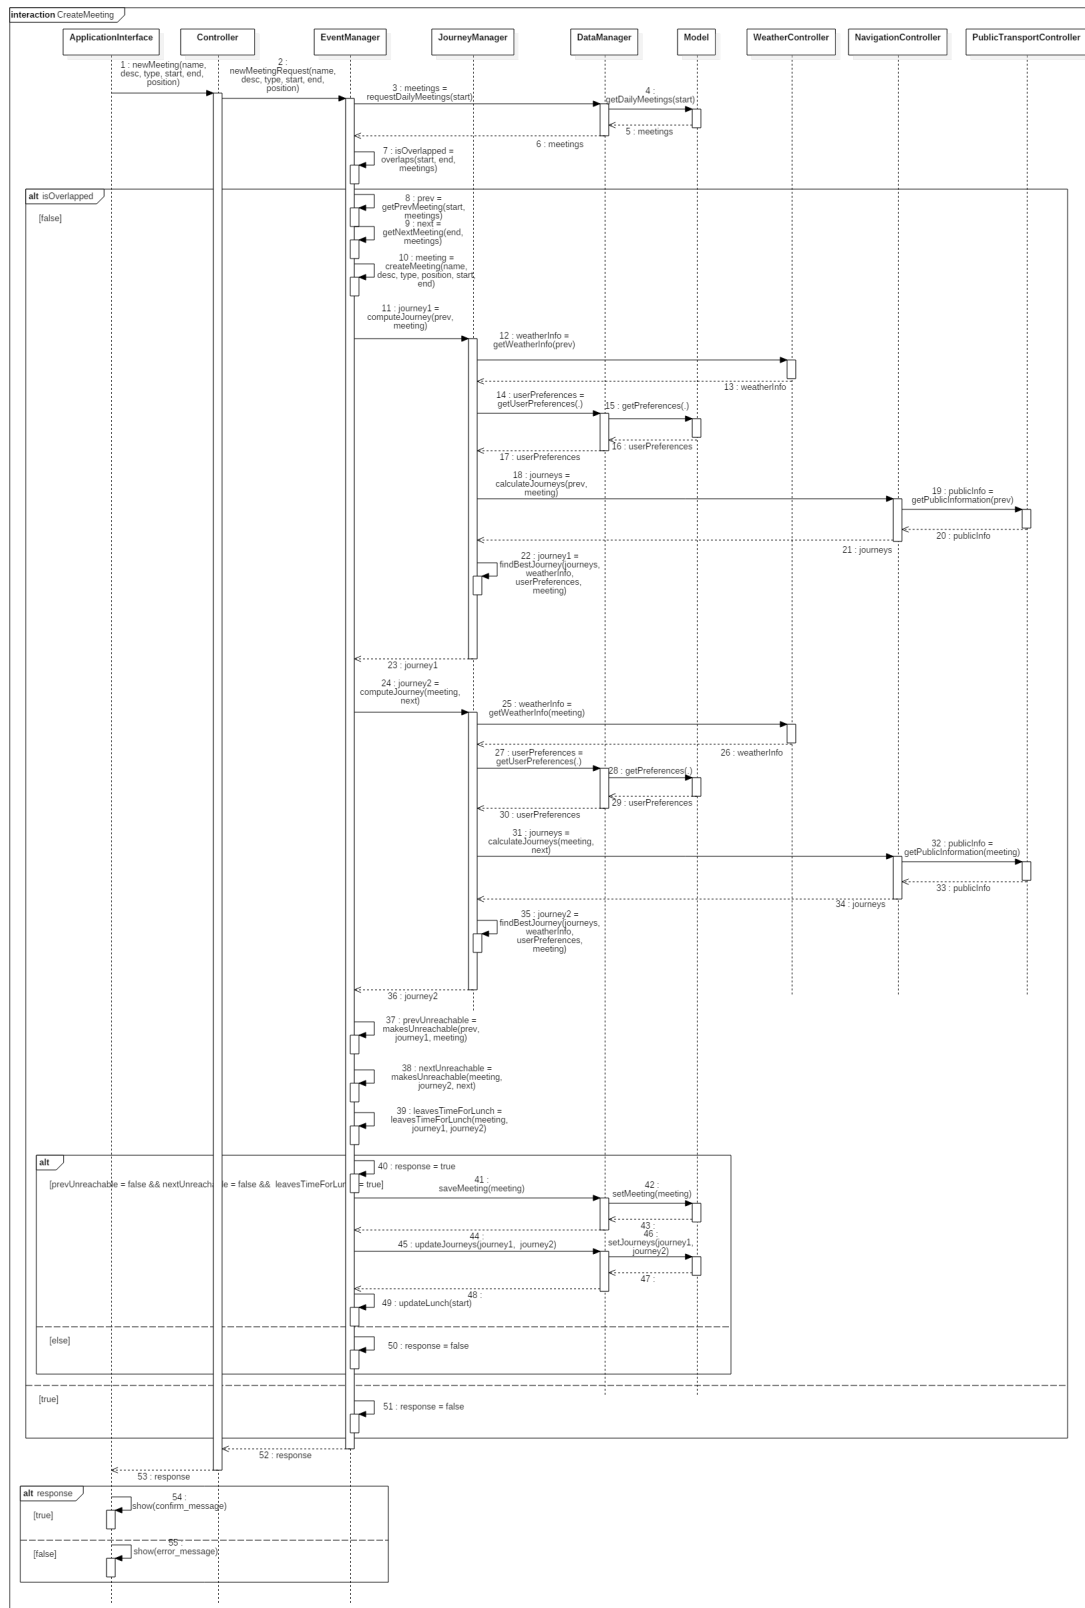 interaction CreateMeeting
ApplicationInterface
Controller
EventManager
JourneyManager
DataManager
Model
WeatherController
NavigationController
PublicTransportController
1 : newMeeting(name,
desc, type, start, end,
position)
2 :
newMeetingRequest(name,
desc, type, start, end,
position)
3 : meetings =
requestDailyMeetings(start)
4 :
getDailyMeetings(start)
5 : meetings
6 : meetings
7 : isOverlapped =
overlaps(start, end,
meetings)
alt isOverlapped
[false]
8 : prev =
getPrevMeeting(start,
meetings)
9 : next =
getNextMeeting(end,
meetings)
10 : meeting =
createMeeting(name,
desc, type, position, start,
end)
11 : journey1 =
computeJourney(prev,
meeting)
12 : weatherInfo =
getWeatherInfo(prev)
13 : weatherInfo
14 : userPreferences =
getUserPreferences(.)
15 : getPreferences(.)
16 : userPreferences
17 : userPreferences
18 : journeys =
calculateJourneys(prev,
meeting)
19 : publicInfo =
getPublicInformation(prev)
20 : publicInfo
21 : journeys
22 : journey1 =
findBestJourney(journeys,
weatherInfo,
userPreferences,
meeting)
23 : journey1
24 : journey2 =
computeJourney(meeting,
next)
25 : weatherInfo =
getWeatherInfo(meeting)
26 : weatherInfo
27 : userPreferences =
getUserPreferences(.)
28 : getPreferences(.)
29 : userPreferences
30 : userPreferences
31 : journeys =
calculateJourneys(meeting,
next)
32 : publicInfo =
getPublicInformation(meeting)
33 : publicInfo
34 : journeys
35 : journey2 =
findBestJourney(journeys,
weatherInfo,
userPreferences,
meeting)
36 : journey2
37 : prevUnreachable =
makesUnreachable(prev,
journey1, meeting)
38 : nextUnreachable =
makesUnreachable(meeting,
journey2, next)
39 : leavesTimeForLunch =
leavesTimeForLunch(meeting,
journey1, journey2)
alt
40 : response = true
[prevUnreachable = false && nextUnreachable = false && leavesTimeForLunch = true]
41 :
saveMeeting(meeting)
42 :
setMeeting(meeting)
43 :
44 :
45 : updateJourneys(journey1, journey2)
46 :
setJourneys(journey1,
journey2)
47 :
48 :
49 : updateLunch(start)
[else]
50 : response = false
[true]
51 : response = false
52 : response
53 : response
alt response
[true]
54 :
show(confirm_message)
[false]
55 :
show(error_message)